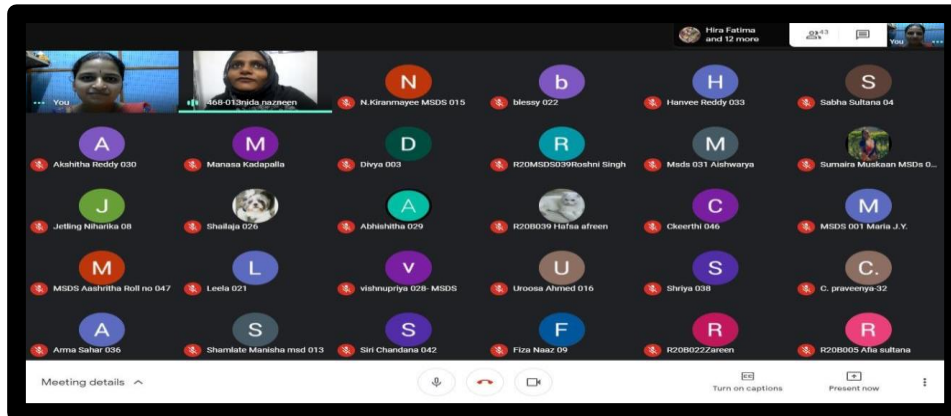 Hira Fatima
and 12 more
43
You
You
468-013nida nazneen
N
N.Kiranmayee MSDS 015
b
blessy 022
H
Hanvee Reddy 033
S
Sabha Sultana 04
A
Akshitha Reddy 030
M
Manasa Kadapalla
D
Divya 003
R
R20MSDS039Roshni Singh
M
Msds 031 Aishwarya
Sumaira Muskaan MSDs 0...
J
Jetling Niharika 08
Shailaja 026
A
Abhishitha 029
R20B039 Hafsa afreen
C
Ckeerthi 046
M
MSDS 001 Maria J.Y.
M
MSDS Aashritha Roll no 047
L
Leela 021
v
vishnupriya 028- MSDS
U
Uroosa Ahmed 016
S
Shriya 038
C.
C. praveenya-32
A
Arma Sahar 036
S
Shamlate Manisha msd 013
S
Siri Chandana 042
F
Fiza Naaz 09
R
R20B022Zareen
R
R20B005 Afia sultana
Meeting details
CC
Turn on captions
Present now